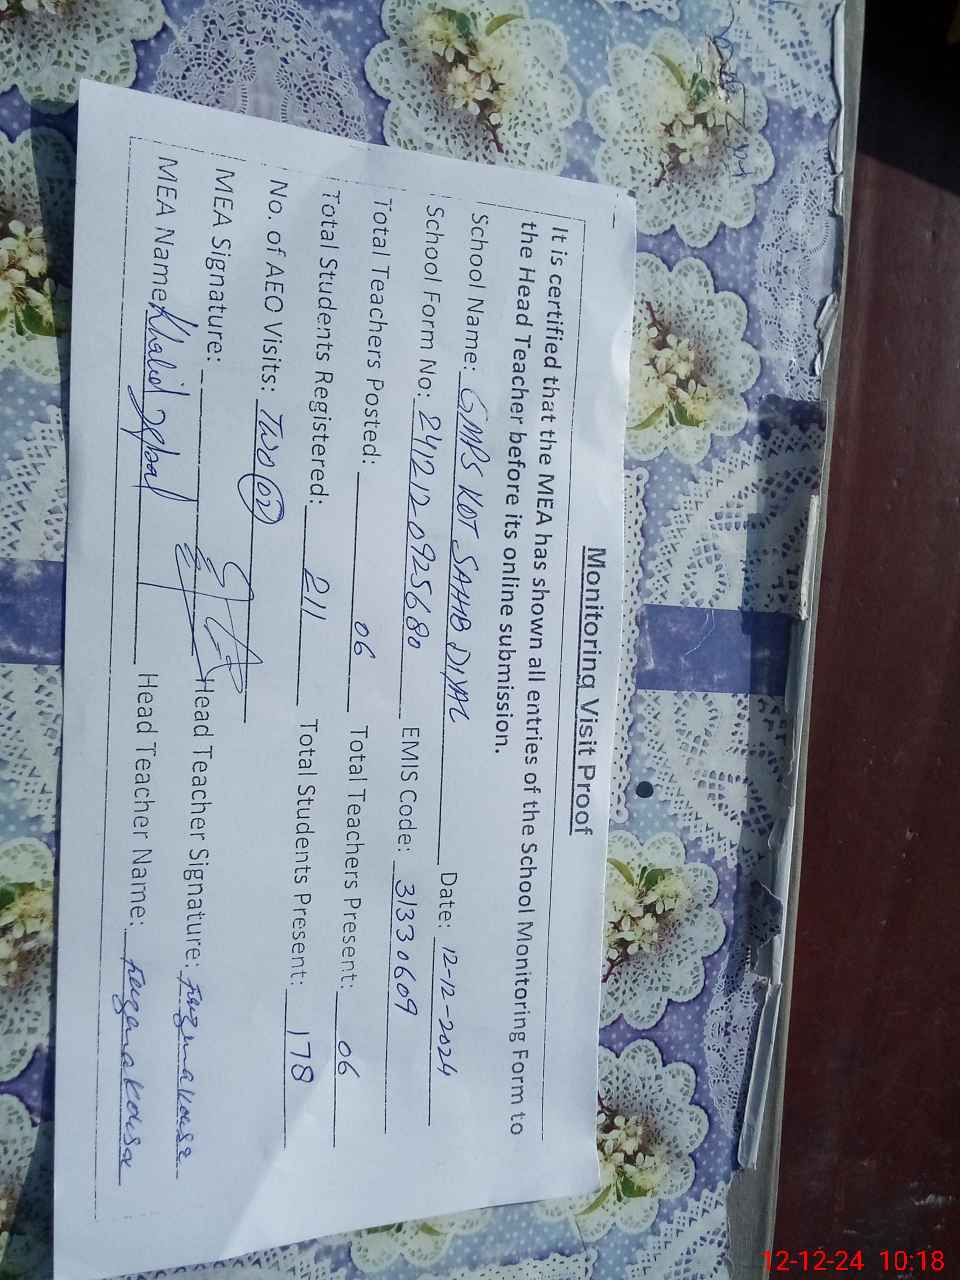 Monitoring Visit Proof
It is certified that the MEA has shown all entries of the School Monitoring Form to
the Head Teacher before its online submission.
School Name: GMPS KOT SAHIB DIYAL Date: 12-12-2024
School Form No: 2412120925680 EMIS Code: 31330609
Total Teachers Posted: 06 Total Teachers Present: 06
Total Students Registered: 211 Total Students Present: 178
No. of AEO Visits: Two 02
MEA Signature: Head Teacher Signature:
MEA Name Khalid Iqbal Head Teacher Name:
12-12-24 10:18